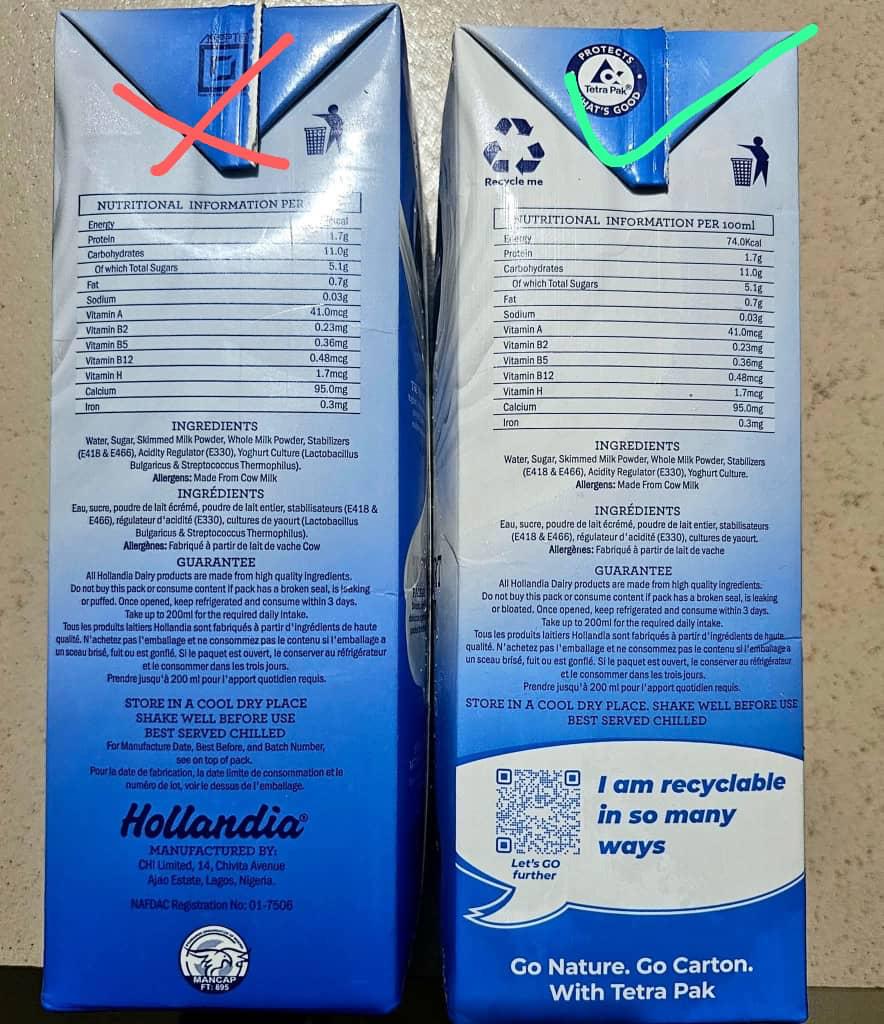 NUTRITIONAL INFORMATION PER
Energy
Protein 1.7g
Carbohydrates 11.0g
Of which Total Sugars 5.1g
Fat 0.7g
Sodium 0.03g
Vitamin A 41.0mcg
Vitamin B2 0.23mg
Vitamin B5 0.36mg
Vitamin B12 0.48mcg
Vitamin H 1.7mcg
Calcium 95.0mg
Iron 0.3mg
INGREDIENTS
Water, Sugar, Skimmed Milk Powder, Whole Milk Powder, Stabilizers
(E418 & E466), Acidity Regulator (E330), Yoghurt Culture (Lactobacillus
Bulgaricus & Streptococcus Thermophilus).
Allergens: Made From Cow Milk
INGRÉDIENTS
Eau, sucre, poudre de lait écrémé, poudre de lait entier, stabilisateurs (E418 &
E466), régulateur d'acidité (E330), cultures de yaourt (Lactobacillus
Bulgaricus & Streptococcus Thermophilus).
Allergènes: Fabriqué à partir de lait de vache Cow
GUARANTEE
All Hollandia Dairy products are made from high quality ingredients.
Do not buy this pack or consume content if pack has a broken seal, is leaking
or puffed. Once opened, keep refrigerated and consume within 3 days.
Take up to 200ml for the required daily intake.
Tous les produits laitiers Hollandia sont fabriqués à partir d'ingrédients de haute
qualité. N'achetez pas l'emballage et ne consommez pas le contenu si l'emballage a
un sceau brisé, fuit ou est gonflé. Si le paquet est ouvert, le conserver au réfrigérateur
et le consommer dans les trois jours.
Prendre jusqu'à 200 ml pour l'apport quotidien requis.
STORE IN A COOL DRY PLACE
SHAKE WELL BEFORE USE
BEST SERVED CHILLED
For Manufacture Date, Best Before, and Batch Number,
see on top of pack.
Pour la date de fabrication, la date limite de consommation et le
numéro de lot, voir le dessus de l'emballage.
Hollandia®
MANUFACTURED BY:
CHI Limited, 14, Chivita Avenue
Ajao Estate, Lagos, Nigeria.
NAFDAC Registration No: 01-7506
MANCAP
FT: 895
PROTECTS
Tetra Pak®
WHAT'S GOOD
Recycle me
NUTRITIONAL INFORMATION PER 100ml
Energy 74.0Kcal
Protein 1.7g
Carbohydrates 11.0g
Of which Total Sugars 5.1g
Fat 0.7g
Sodium 0.03g
Vitamin A 41.0mcg
Vitamin B2 0.23mg
Vitamin B5 0.36mg
Vitamin B12 0.48mcg
Vitamin H 1.7mcg
Calcium 95.0mg
Iron 0.3mg
INGREDIENTS
Water, Sugar, Skimmed Milk Powder, Whole Milk Powder, Stabilizers
(E418 & E466), Acidity Regulator (E330), Yoghurt Culture.
Allergens: Made From Cow Milk
INGRÉDIENTS
Eau, sucre, poudre de lait écrémé, poudre de lait entier, stabilisateurs
(E418 & E466), régulateur d'acidité (E330), cultures de yaourt.
Allergènes: Fabriqué à partir de lait de vache
GUARANTEE
All Hollandia Dairy products are made from high quality ingredients.
Do not buy this pack or consume content if pack has a broken seal, is leaking
or bloated. Once opened, keep refrigerated and consume within 3 days.
Take up to 200ml for the required daily intake.
Tous les produits laitiers Hollandia sont fabriqués à partir d'ingrédients de haute
qualité. N'achetez pas l'emballage et ne consommez pas le contenu si l'emballage a
un sceau brisé, fuit ou est gonflé. Si le paquet est ouvert, le conserver au réfrigérateur
et le consommer dans les trois jours.
Prendre jusqu'à 200 ml pour l'apport quotidien requis.
STORE IN A COOL DRY PLACE. SHAKE WELL BEFORE USE
BEST SERVED CHILLED
I am recyclable
in so many
ways
Let's GO
further
Go Nature. Go Carton.
With Tetra Pak